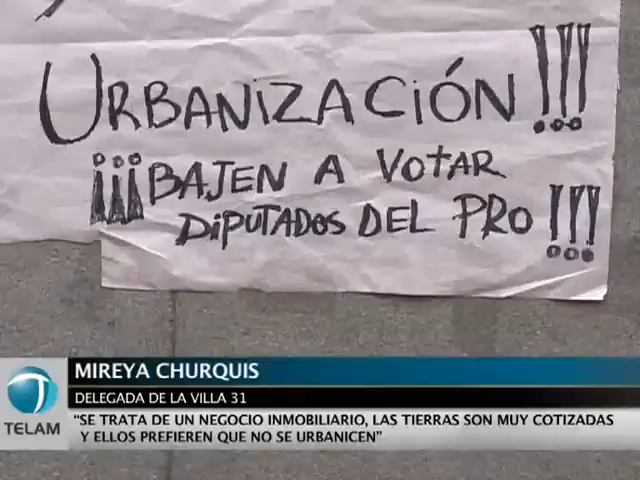 URBANIZACIÓN!!!
¡¡¡BAJEN A VOTAR
DIPUTADOS DEL PRO!!!
MIREYA CHURQUIS
DELEGADA DE LA VILLA 31
TELAM
"SE TRATA DE UN NEGOCIO INMOBILIARIO, LAS TIERRAS SON MUY COTIZADAS
Y ELLOS PREFIEREN QUE NO SE URBANICEN"